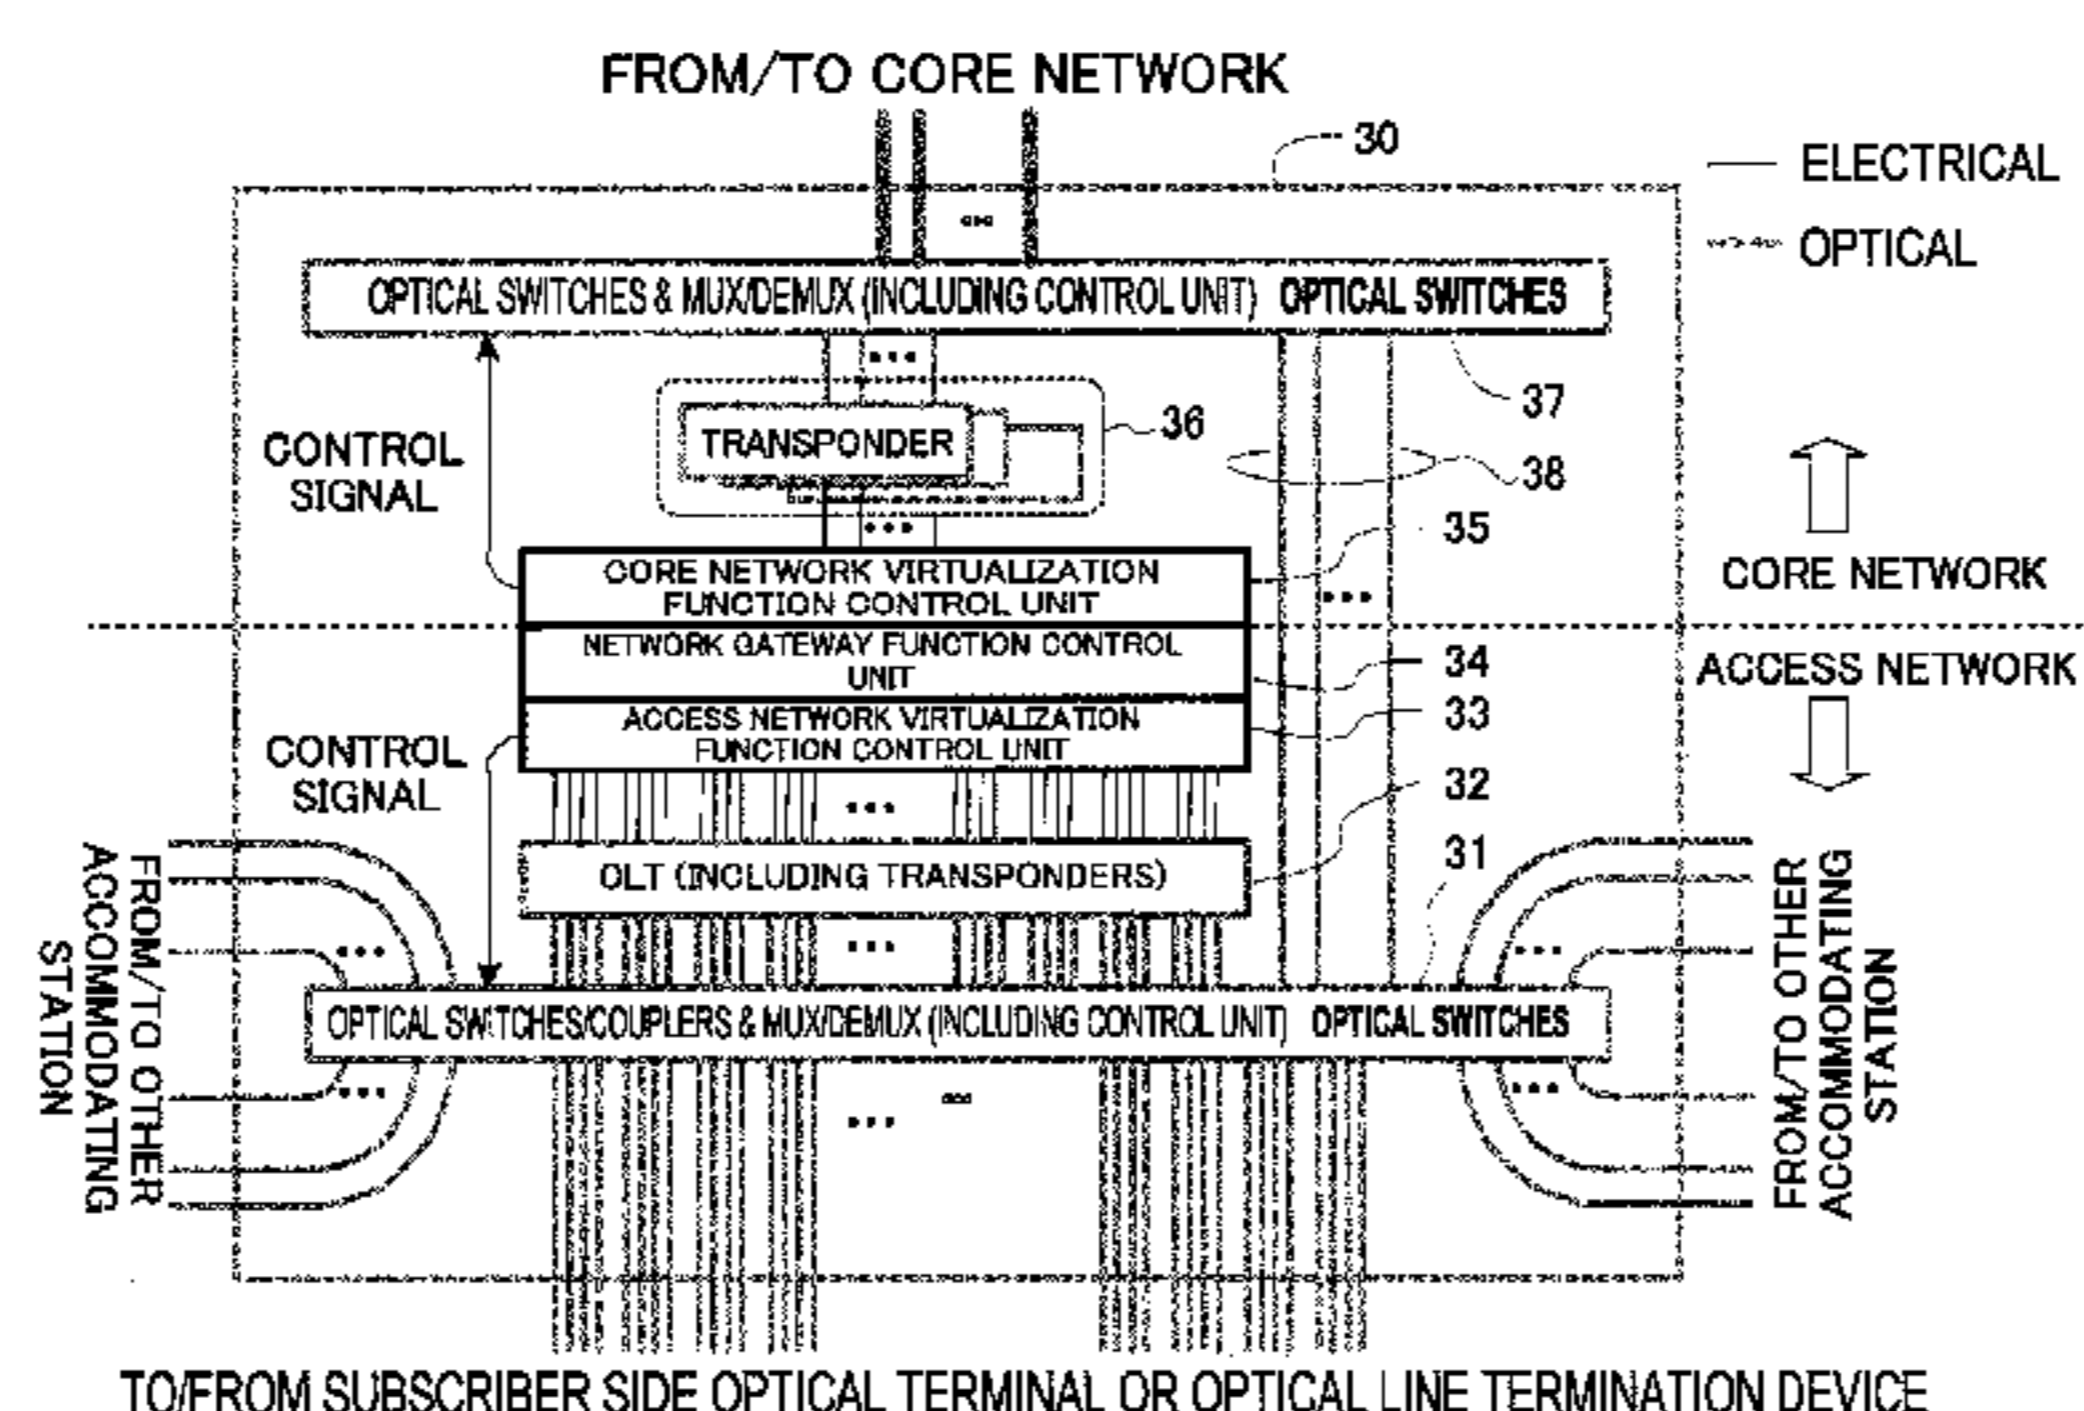 FROM/TO CORE NETWORK
30
ELECTRICAL
OPTICAL
OPTICAL SWITCHES & MUX/DEMUX (INCLUDING CONTROL UNIT) OPTICAL SWITCHES
37
CONTROL
SIGNAL
TRANSPONDER
36
38
35
CORE NETWORK VIRTUALIZATION
FUNCTION CONTROL UNIT
CORE NETWORK
NETWORK GATEWAY FUNCTION CONTROL
UNIT
34
ACCESS NETWORK
ACCESS NETWORK VIRTUALIZATION
FUNCTION CONTROL UNIT
33
CONTROL
SIGNAL
32
OLT (INCLUDING TRANSPONDERS)
31
FROM/TO OTHER
ACCOMMODATING
STATION
OPTICAL SWITCHES/COUPLERS & MUX/DEMUX (INCLUDING CONTROL UNIT) OPTICAL SWITCHES
FROM/TO OTHER
ACCOMMODATING
STATION
TO/FROM SUBSCRIBER SIDE OPTICAL TERMINAL OR OPTICAL LINE TERMINATION DEVICE